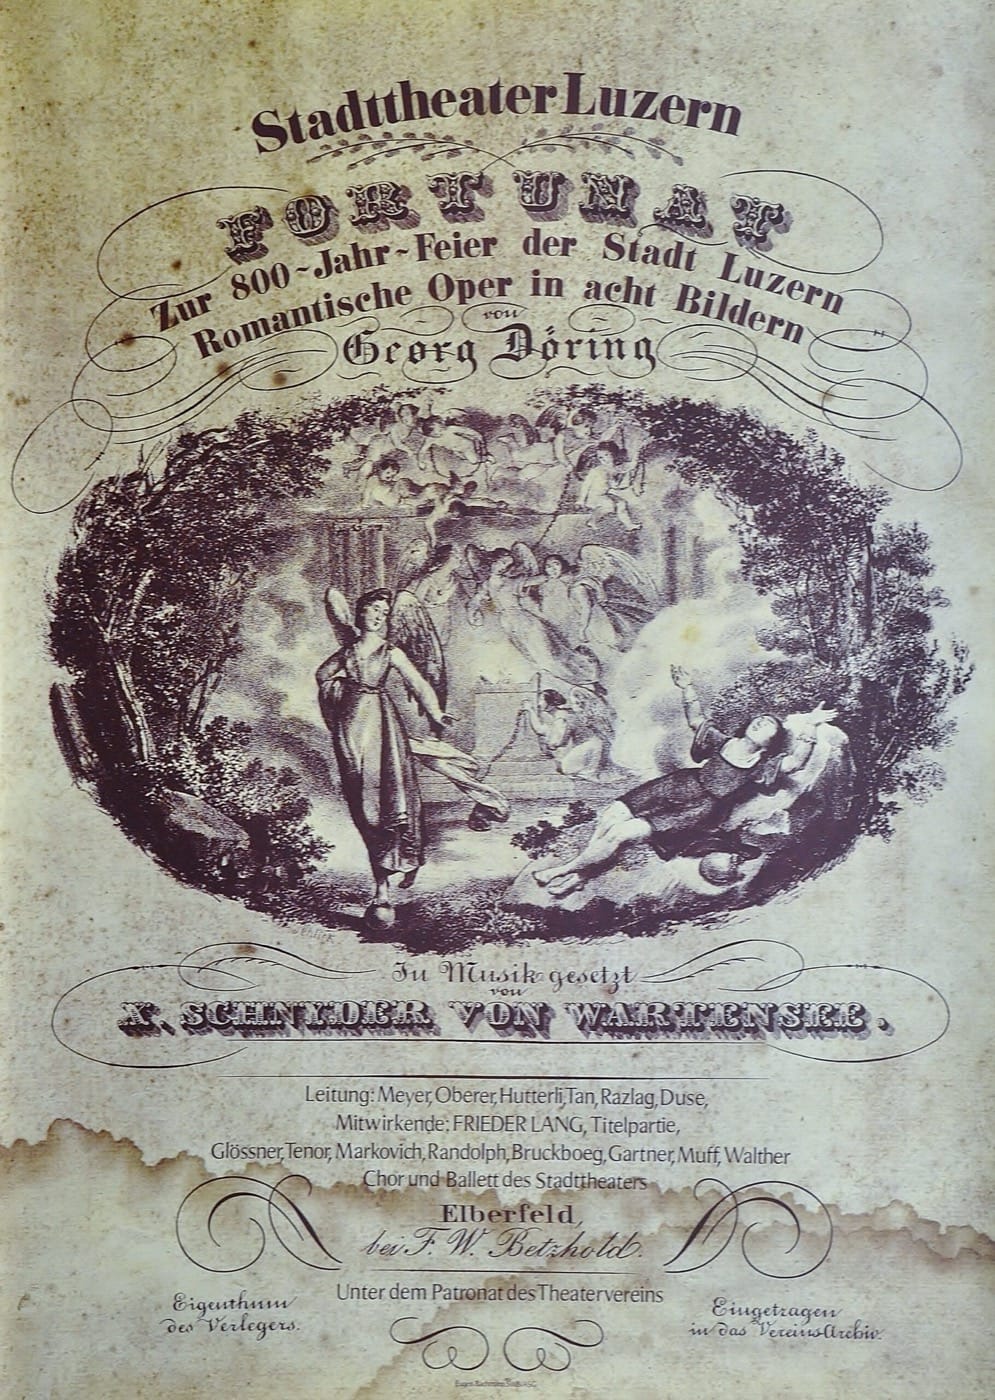 Stadttheater Luzern
FORTUNAT
Zur 800-Jahr-Feier der Stadt Luzern
Romantische Oper in acht Bildern
von
Georg Döring
In Musik gesetzt
von
X. SCHNYDER VON WARTENSEE.
Leitung: Meyer, Oberer, Hutterli, Tan, Razlag, Duse,
Mitwirkende: FRIEDER LANG, Titelpartie,
Glössner, Tenor, Markovich, Randolph, Bruckboeg, Gartner, Muff, Walther
Chor und Ballett des Stadttheaters
Elberfeld,
bei F. W. Betzhold.
Unter dem Patronat des Theatervereins
Eigenthum
des Verlegers.
Eingetragen
in das Vereins Archiv.